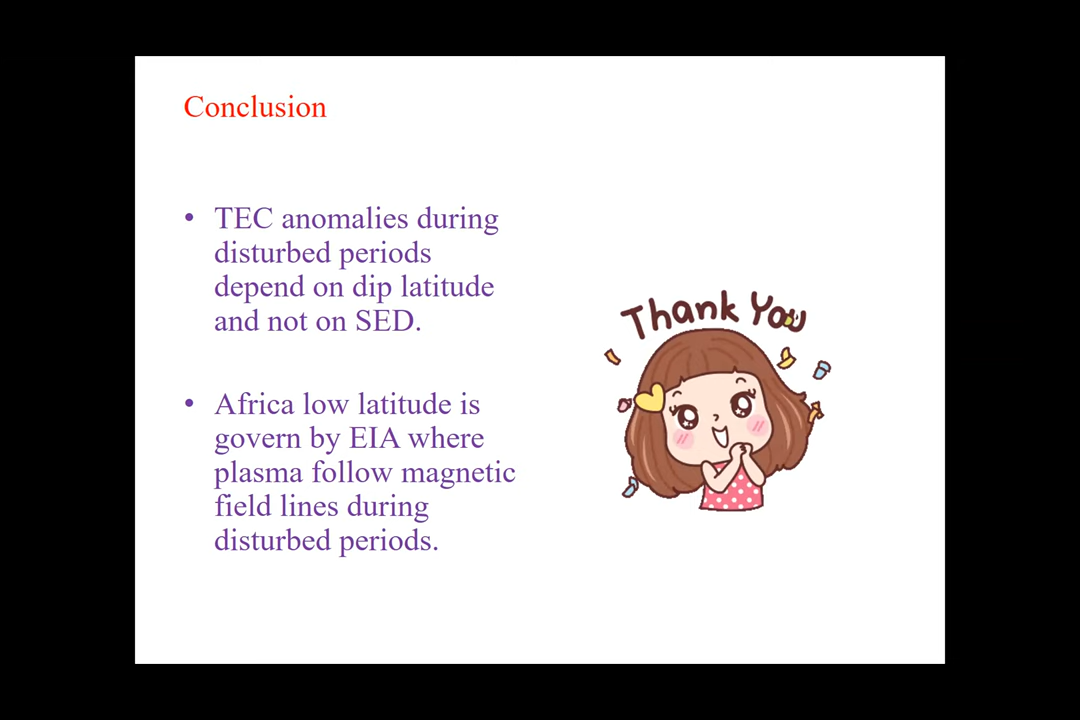 Conclusion
• TEC anomalies during
disturbed periods
depend on dip latitude
and not on SED.
• Africa low latitude is
govern by EIA where
plasma follow magnetic
field lines during
disturbed periods.
Thank You